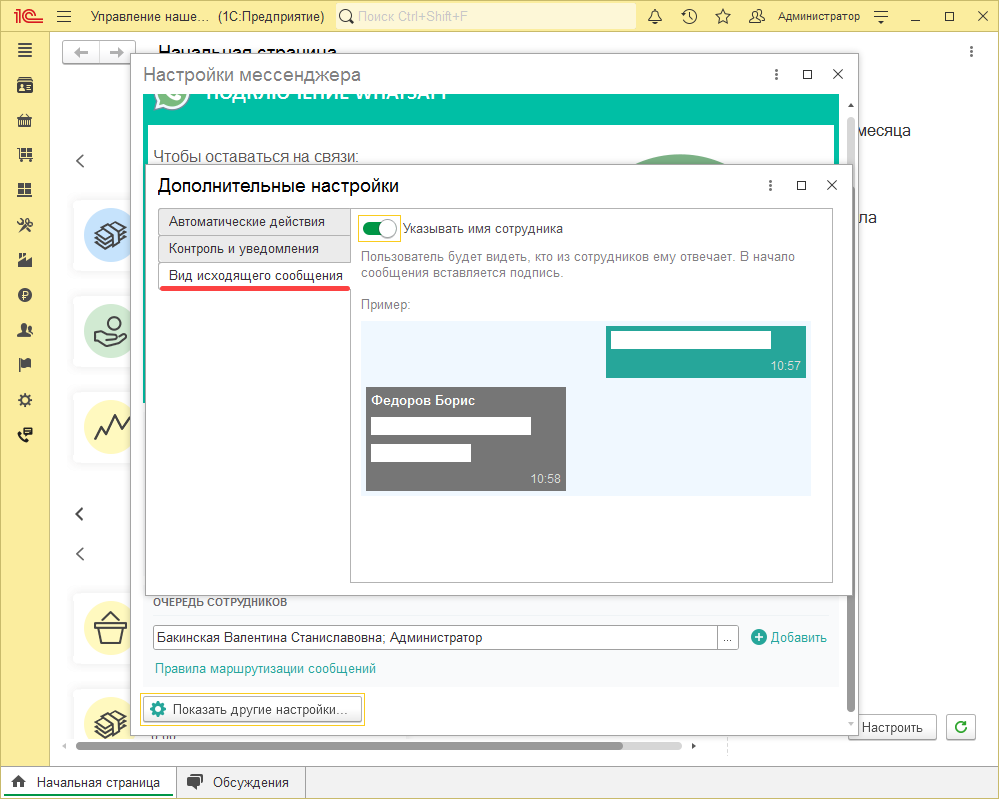 1С
Управление наше... (1С:Предприятие)
Поиск Ctrl+Shift+F
Администратор
Начальная страница
Настройки мессенджера
ПОДКЛЮЧЕНИЕ WHATSAPP
месяца
Чтобы оставаться на связи:
Дополнительные настройки
Автоматические действия
Контроль и уведомления
Вид исходящего сообщения
Указывать имя сотрудника
Пользователь будет видеть, кто из сотрудников ему отвечает. В начало
сообщения вставляется подпись.
Пример:
10:57
Федоров Борис
10:58
ла
ОЧЕРЕДЬ СОТРУДНИКОВ
Бакинская Валентина Станиславовна; Администратор
...
Добавить
Правила маршрутизации сообщений
Показать другие настройки...
Настроить
Начальная страница
Обсуждения